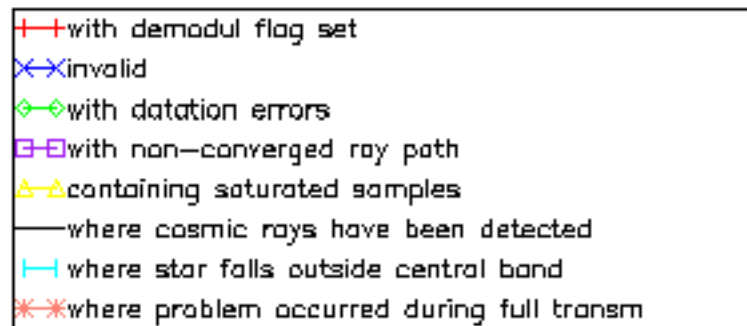 with demodul flag set
invalid
with datation errors
with non-converged ray path
containing saturated samples
where cosmic rays have been detected
where star falls outside central band
where problem occurred during full transm